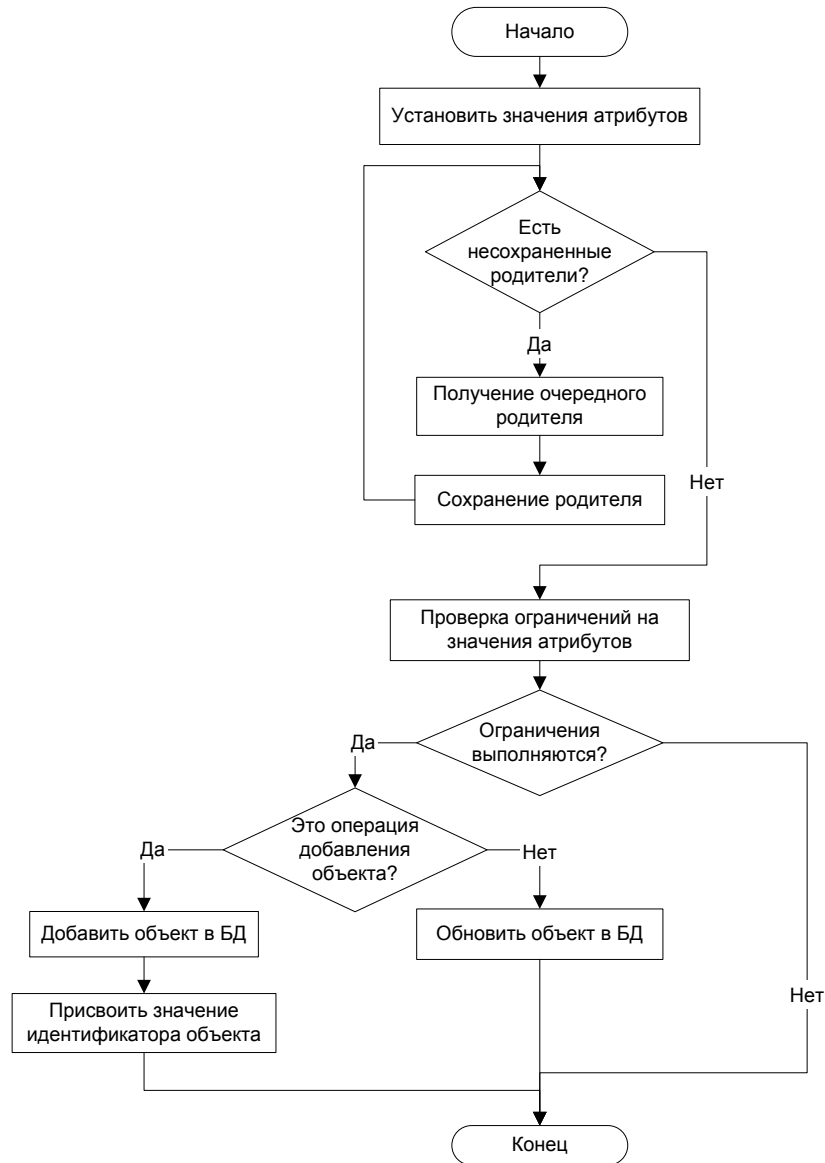 Начало
Установить значения атрибутов
Есть
несохраненные
родители?
Да
Получение очередного
родителя
Сохранение родителя
Нет
Проверка ограничений на
значения атрибутов
Ограничения
выполняются?
Да
Это операция
добавления
объекта?
Да
Нет
Добавить объект в БД
Обновить объект в БД
Присвоить значение
идентификатора объекта
Нет
Конец